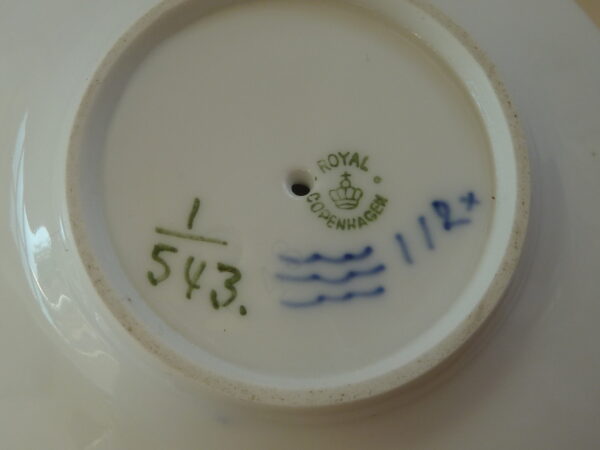 ROYAL
COPENHAGEN
1
543.
112x